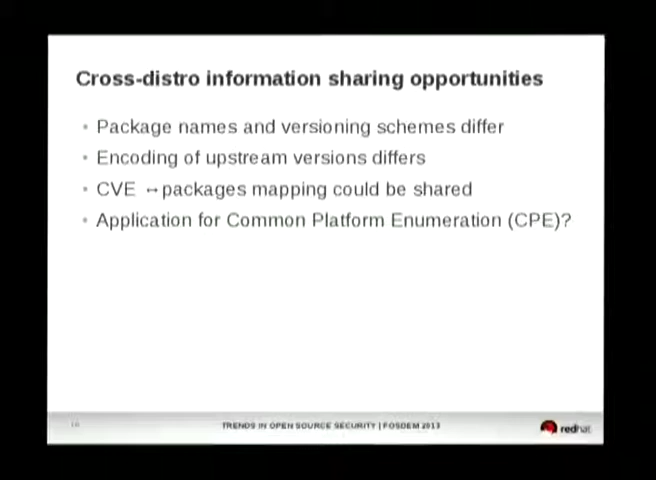 Cross-distro information sharing opportunities
• Package names and versioning schemes differ
• Encoding of upstream versions differs
• CVE ↔ packages mapping could be shared
• Application for Common Platform Enumeration (CPE)?
TRENDS IN OPEN SOURCE SECURITY | FOSDEM 2013
redhat